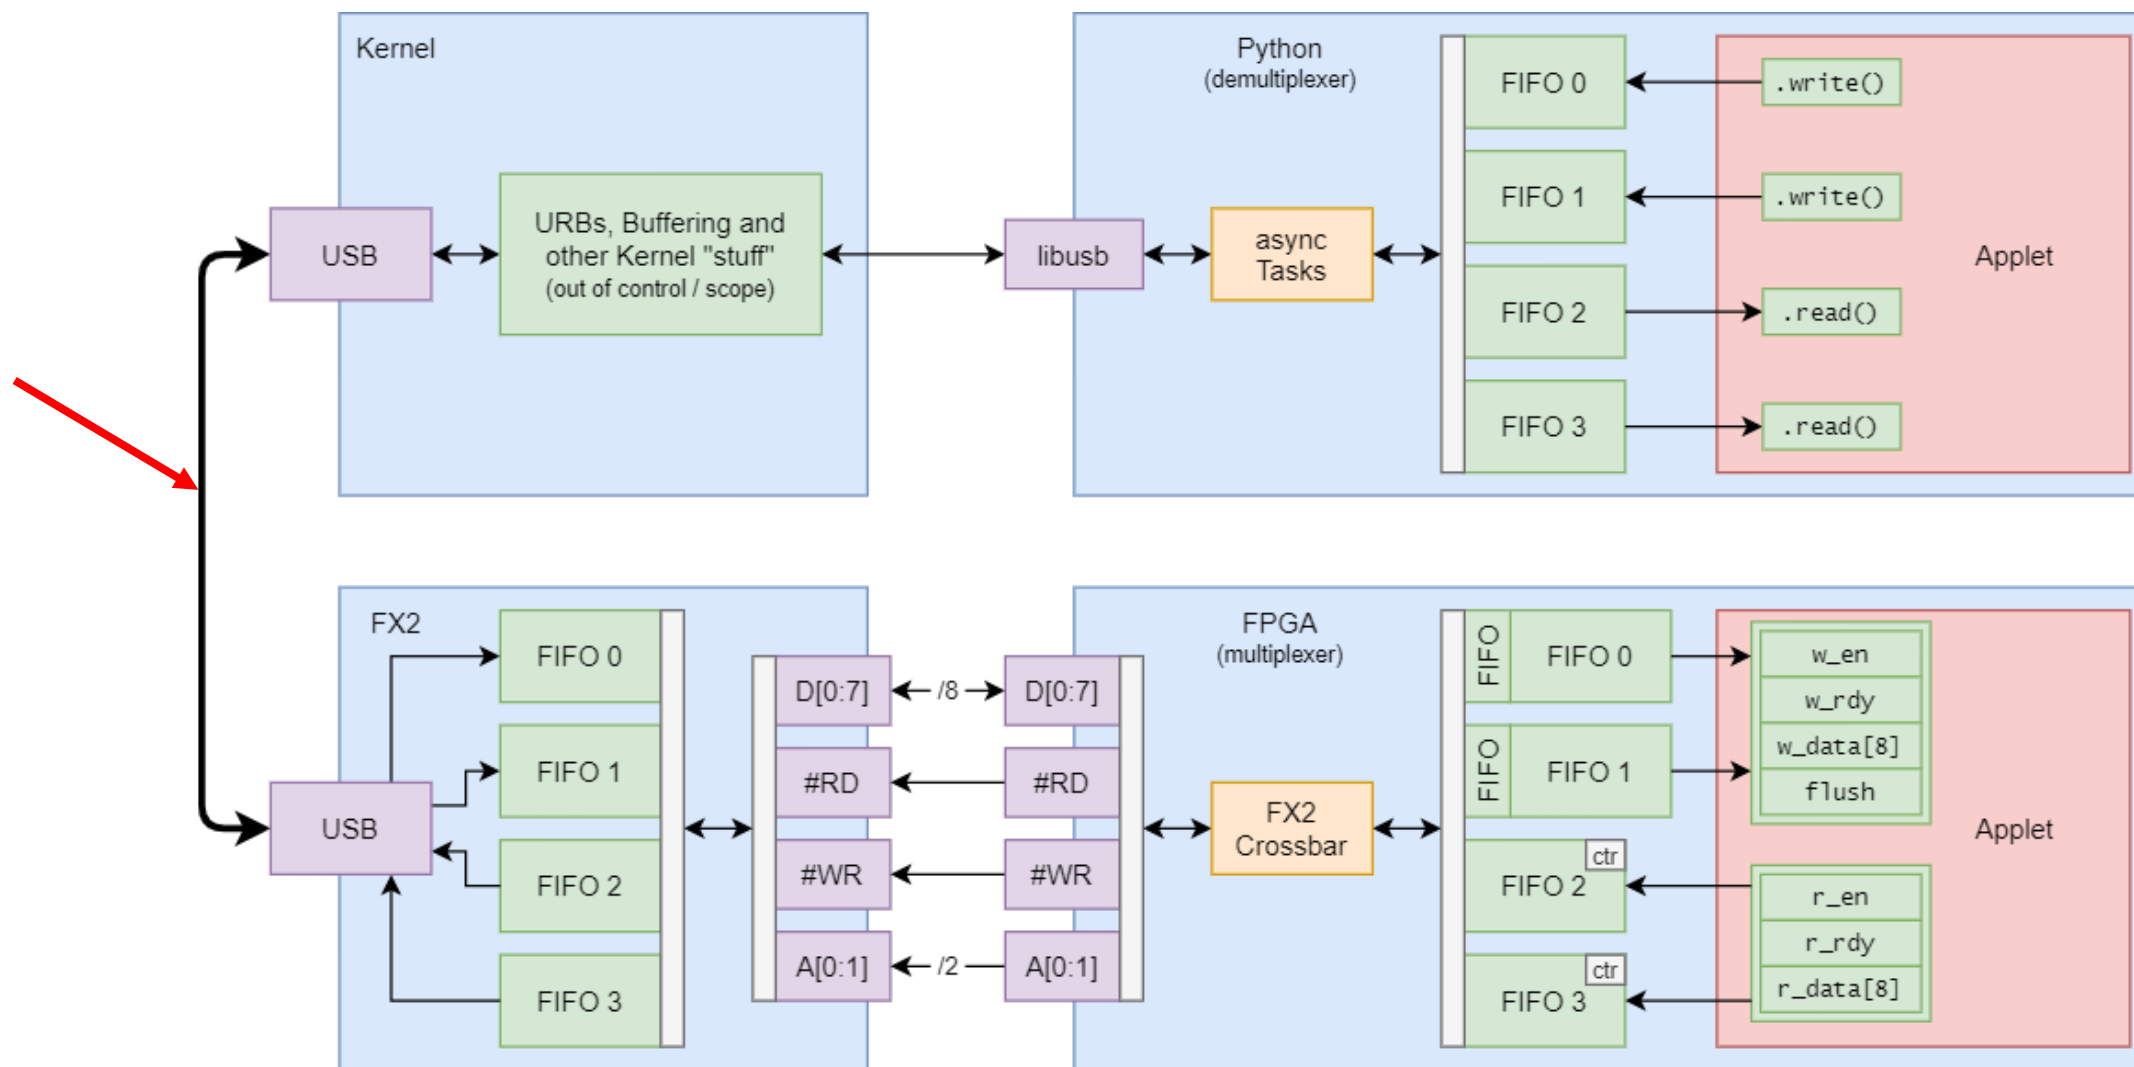 Kernel
USB
URBs, Buffering and
other Kernel "stuff"
(out of control / scope)
libusb
Python
(demultiplexer)
async
Tasks
FIFO 0
FIFO 1
FIFO 2
FIFO 3
.write()
.write()
.read()
.read()
Applet
FX2
USB
FIFO 0
FIFO 1
FIFO 2
FIFO 3
D[0:7]
#RD
#WR
A[0:1]
/8
/2
D[0:7]
#RD
#WR
A[0:1]
FPGA
(multiplexer)
FX2
Crossbar
FIFO
FIFO 0
FIFO
FIFO 1
ctr
FIFO 2
ctr
FIFO 3
w_en
w_rdy
w_data[8]
flush
r_en
r_rdy
r_data[8]
Applet